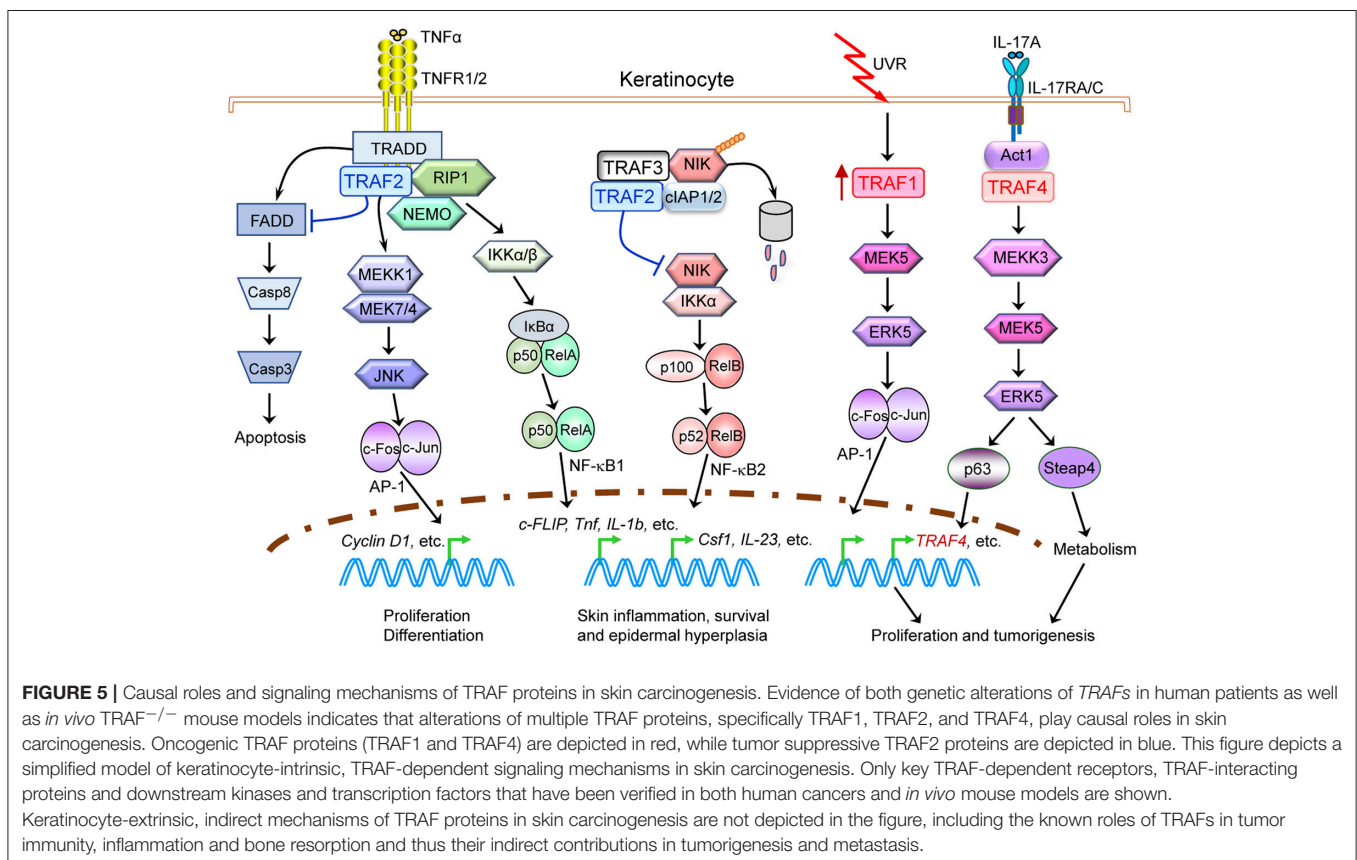 TNFα
TNFR1/2
Keratinocyte
UVR
IL-17A
IL-17RA/C
TRADD
TRAF2
RIP1
NEMO
FADD
Casp8
Casp3
Apoptosis
MEKK1
MEK7/4
JNK
c-Fos
c-Jun
AP-1
IKKα/β
IκBα
p50
RelA
p50
RelA
NF-κB1
TRAF3
NIK
TRAF2
cIAP1/2
NIK
IKKα
p100
RelB
p52
RelB
NF-κB2
TRAF1
MEK5
ERK5
c-Fos
c-Jun
AP-1
Act1
TRAF4
MEKK3
MEK5
ERK5
p63
Steap4
Metabolism
Cyclin D1, etc.
c-FLIP, Tnf, IL-1b, etc.
Csf1, IL-23, etc.
TRAF4, etc.
Proliferation
Differentiation
Skin inflammation, survival
and epidermal hyperplasia
Proliferation and tumorigenesis
FIGURE 5 | Causal roles and signaling mechanisms of TRAF proteins in skin carcinogenesis. Evidence of both genetic alterations of TRAFs in human patients as well
as in vivo TRAF−/− mouse models indicates that alterations of multiple TRAF proteins, specifically TRAF1, TRAF2, and TRAF4, play causal roles in skin
carcinogenesis. Oncogenic TRAF proteins (TRAF1 and TRAF4) are depicted in red, while tumor suppressive TRAF2 proteins are depicted in blue. This figure depicts a
simplified model of keratinocyte-intrinsic, TRAF-dependent signaling mechanisms in skin carcinogenesis. Only key TRAF-dependent receptors, TRAF-interacting
proteins and downstream kinases and transcription factors that have been verified in both human cancers and in vivo mouse models are shown.
Keratinocyte-extrinsic, indirect mechanisms of TRAF proteins in skin carcinogenesis are not depicted in the figure, including the known roles of TRAFs in tumor
immunity, inflammation and bone resorption and thus their indirect contributions in tumorigenesis and metastasis.